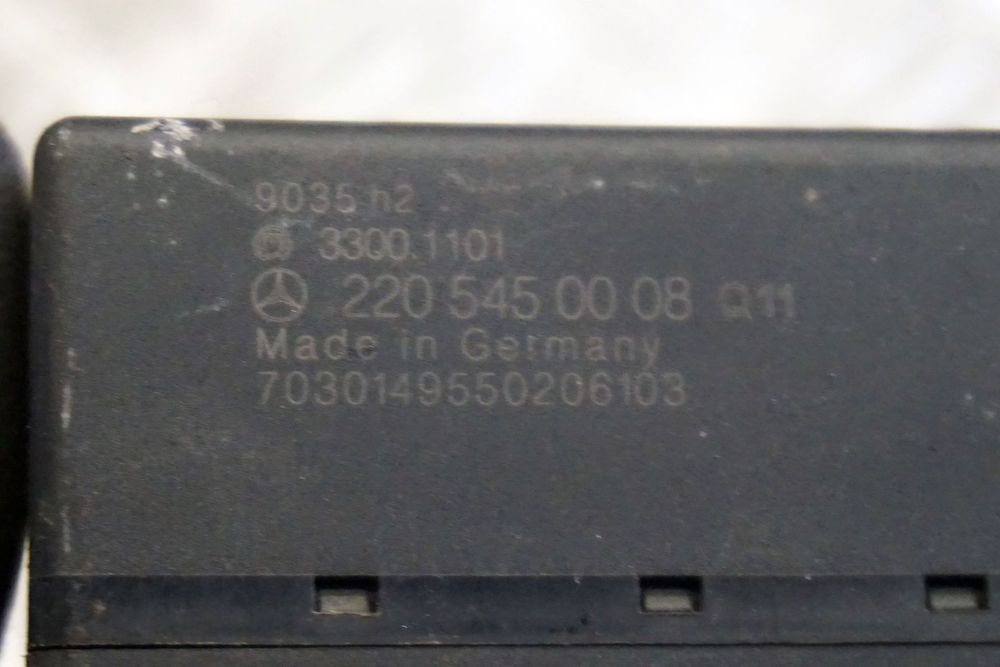 9035 h2
3300.1101
220 545 00 08 Q11
Made in Germany
7030149550206103